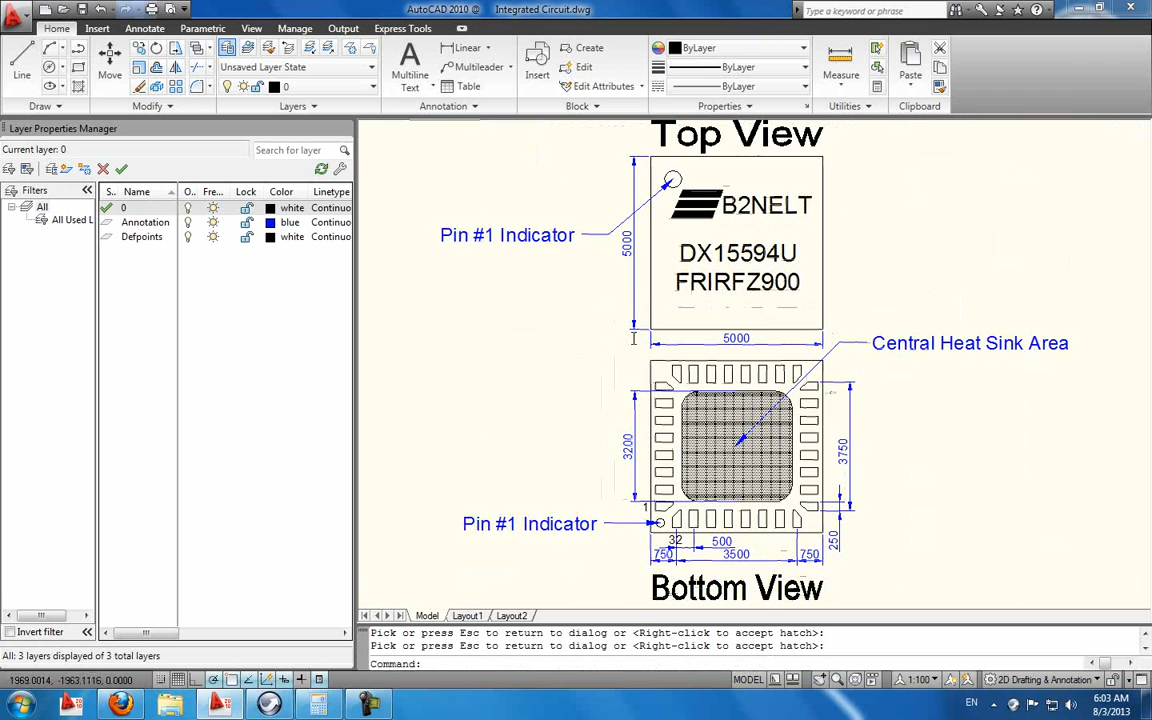 AutoCAD 2010 @ Integrated Circuit.dwg
Type a keyword or phrase
Home Insert Annotate Parametric View Manage Output Express Tools
Line
Move
Unsaved Layer State
0
Multiline
Text
Linear
Multileader
Table
Insert
Create
Edit
Edit Attributes
ByLayer
ByLayer
ByLayer
Measure
Paste
Draw Modify Layers Annotation Block Properties Utilities Clipboard
Layer Properties Manager
Current layer: 0
Search for layer
Filters
All
All Used L
S.. Name O.. Fre... Lock Color Linetype
0 white Continuo
Annotation blue Continuo
Defpoints white Continuo
Invert filter
All: 3 layers displayed of 3 total layers
Top View
B2NELT
DX15594U
FRIRFZ900
Pin #1 Indicator
5000
5000
Central Heat Sink Area
3200
3750
1
Pin #1 Indicator
32
500
250
750 3500 750
Bottom View
Model Layout1 Layout2
Pick or press Esc to return to dialog or <Right-click to accept hatch>:
Pick or press Esc to return to dialog or <Right-click to accept hatch>:
Command:
1969.0014, -1963.1116, 0.0000
MODEL
1:100
2D Drafting & Annotation
EN
6:03 AM
8/3/2013